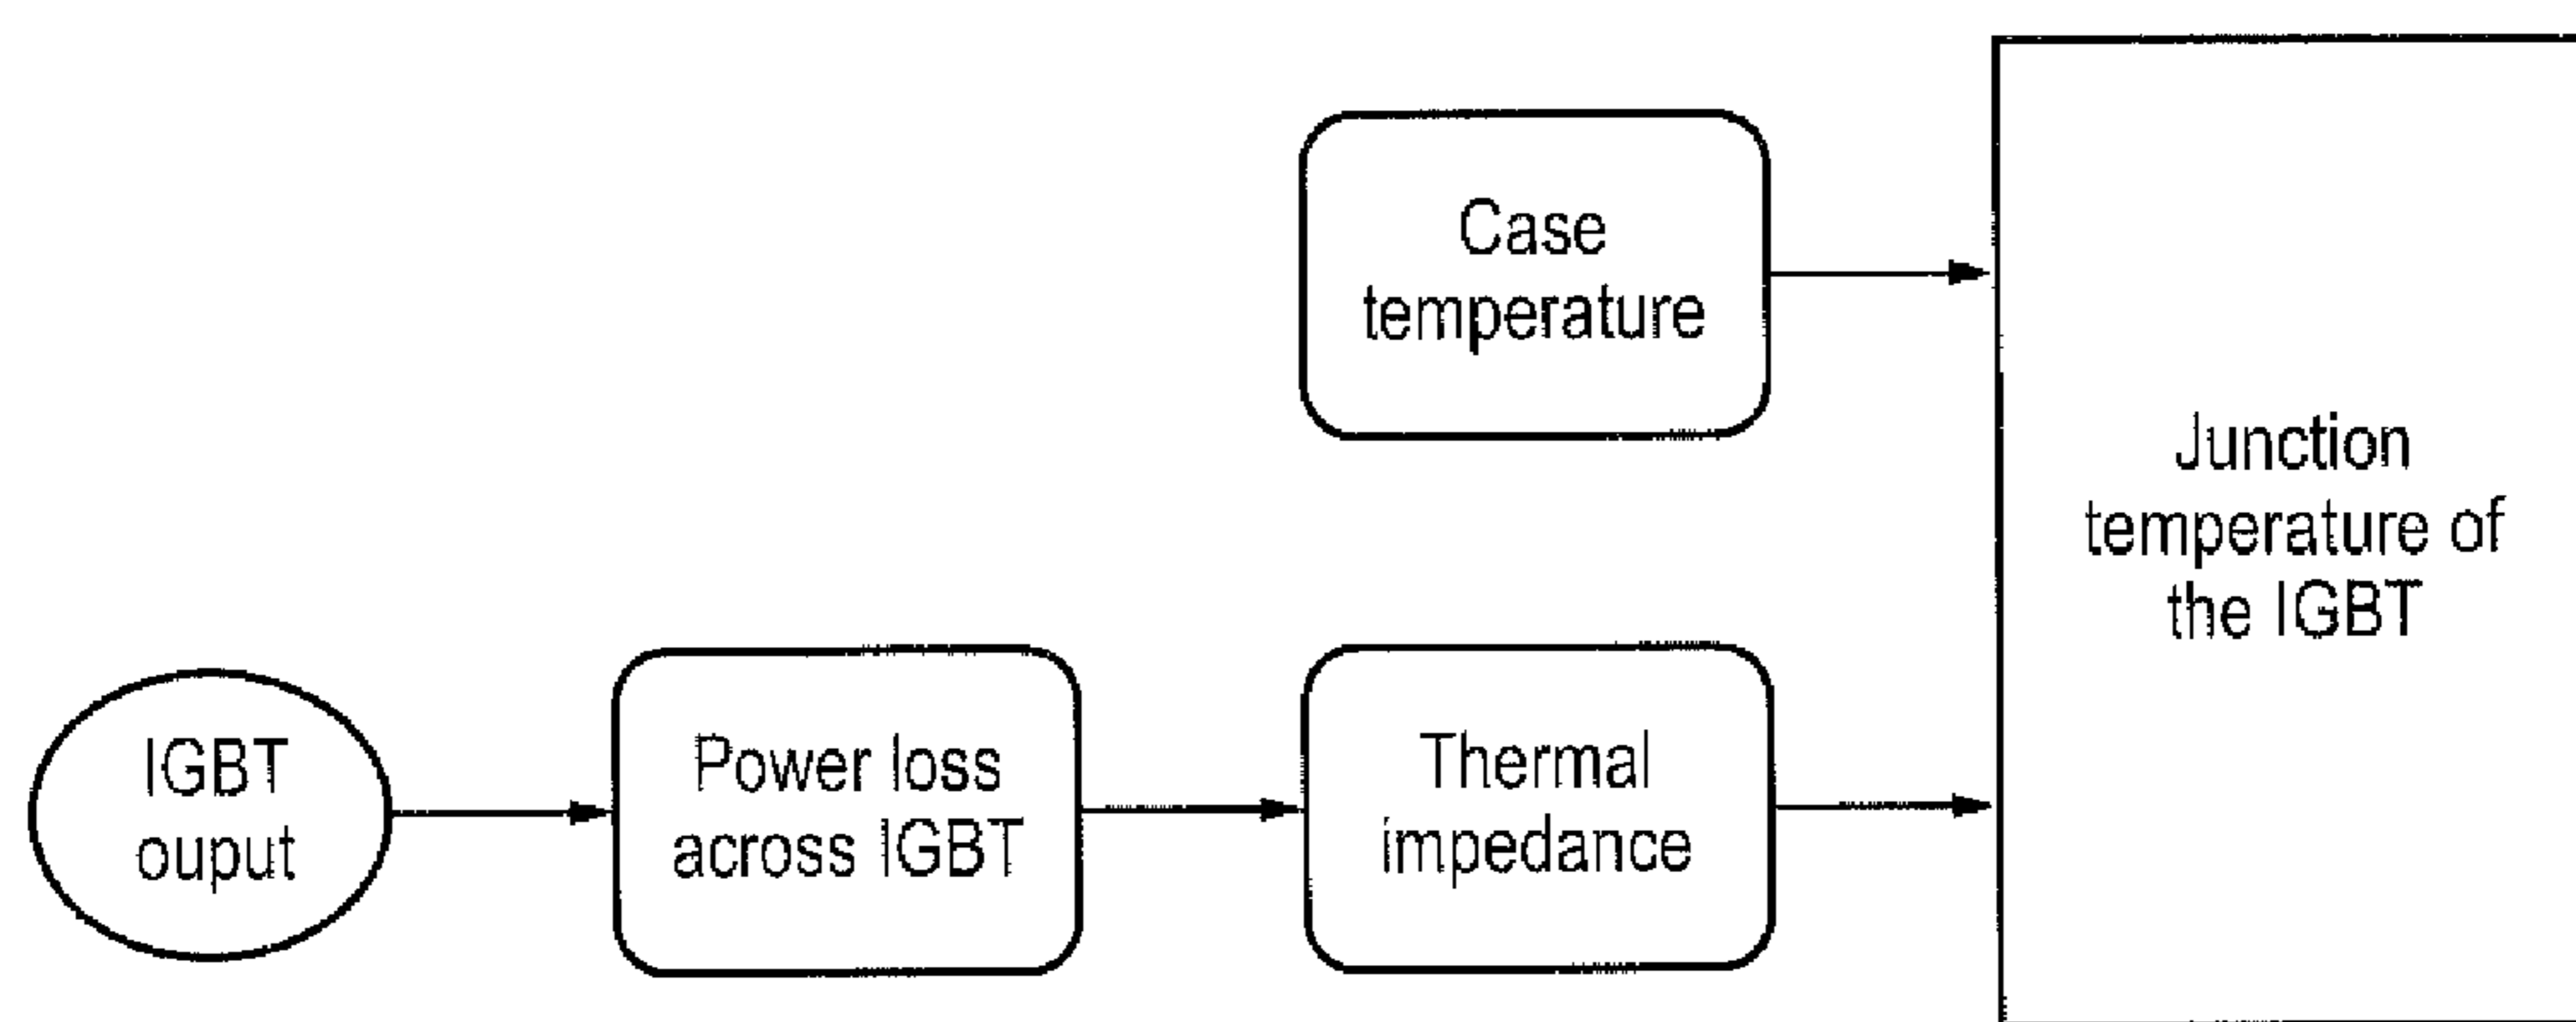 Case
temperature
Junction
temperature of
the IGBT
IGBT
ouput
Power loss
across IGBT
Thermal
impedance